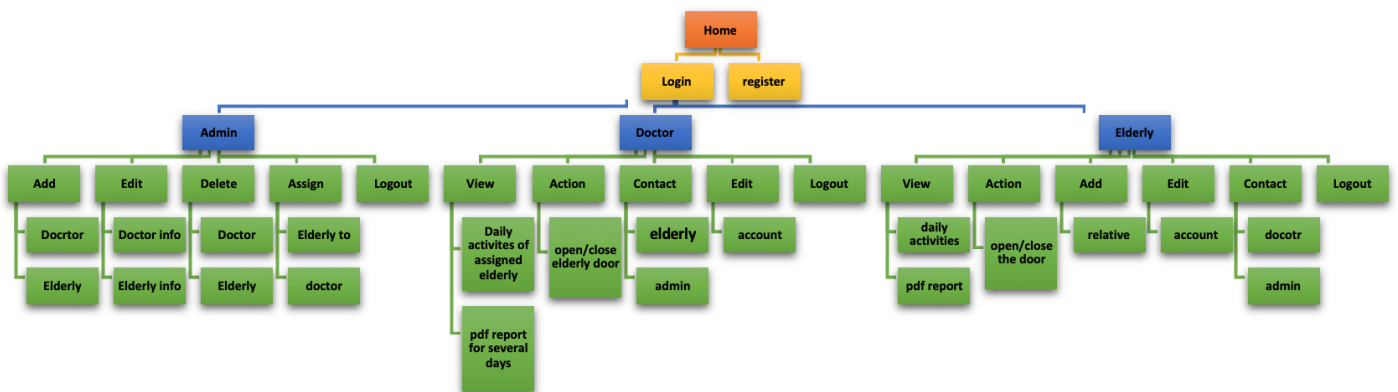 Home
Login
register
Admin
Doctor
Elderly
Add
Edit
Delete
Assign
Logout
View
Action
Contact
Edit
Logout
View
Action
Add
Edit
Contact
Logout
Docrtor
Doctor info
Doctor
Elderly to
Daily
activites of
assigned
elderly
open/close
elderly door
elderly
account
daily
activities
open/close
the door
relative
account
docotr
Elderly
Elderly info
Elderly
doctor
admin
pdf report
admin
pdf report
for several
days